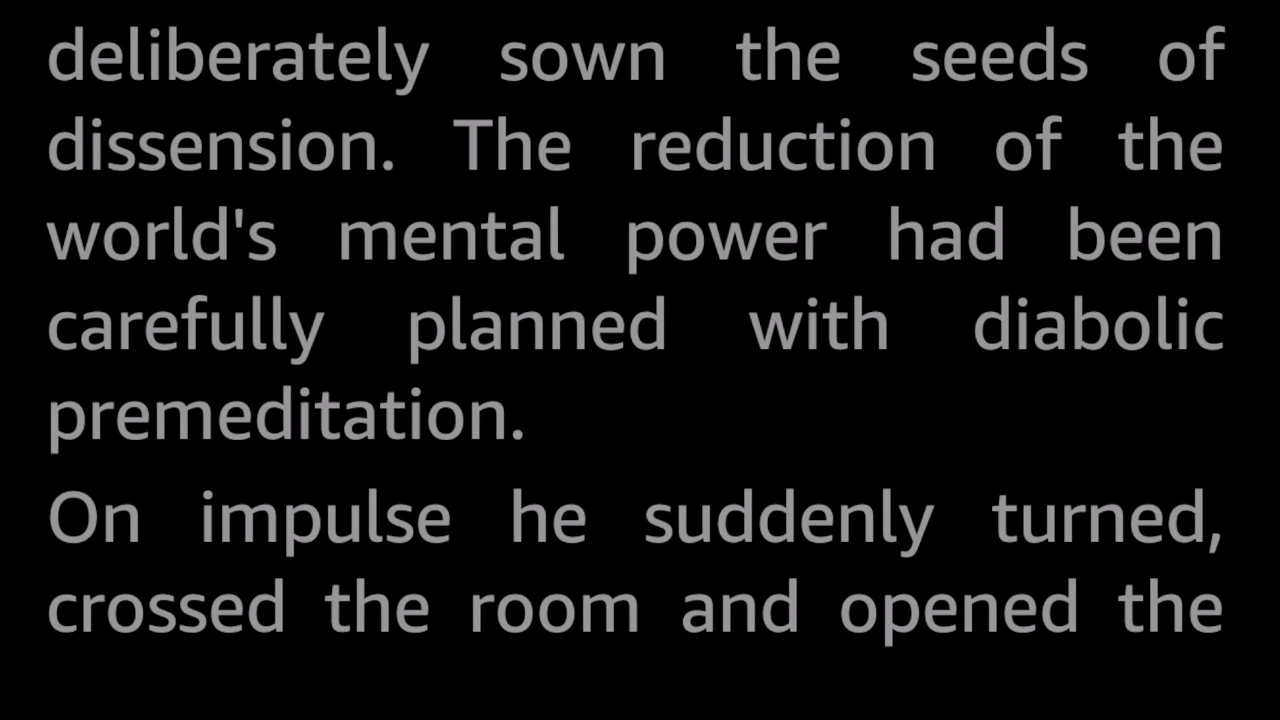 deliberately sown the seeds of
dissension. The reduction of the
world's mental power had been
carefully planned with diabolic
premeditation.
On impulse he suddenly turned,
crossed the room and opened the